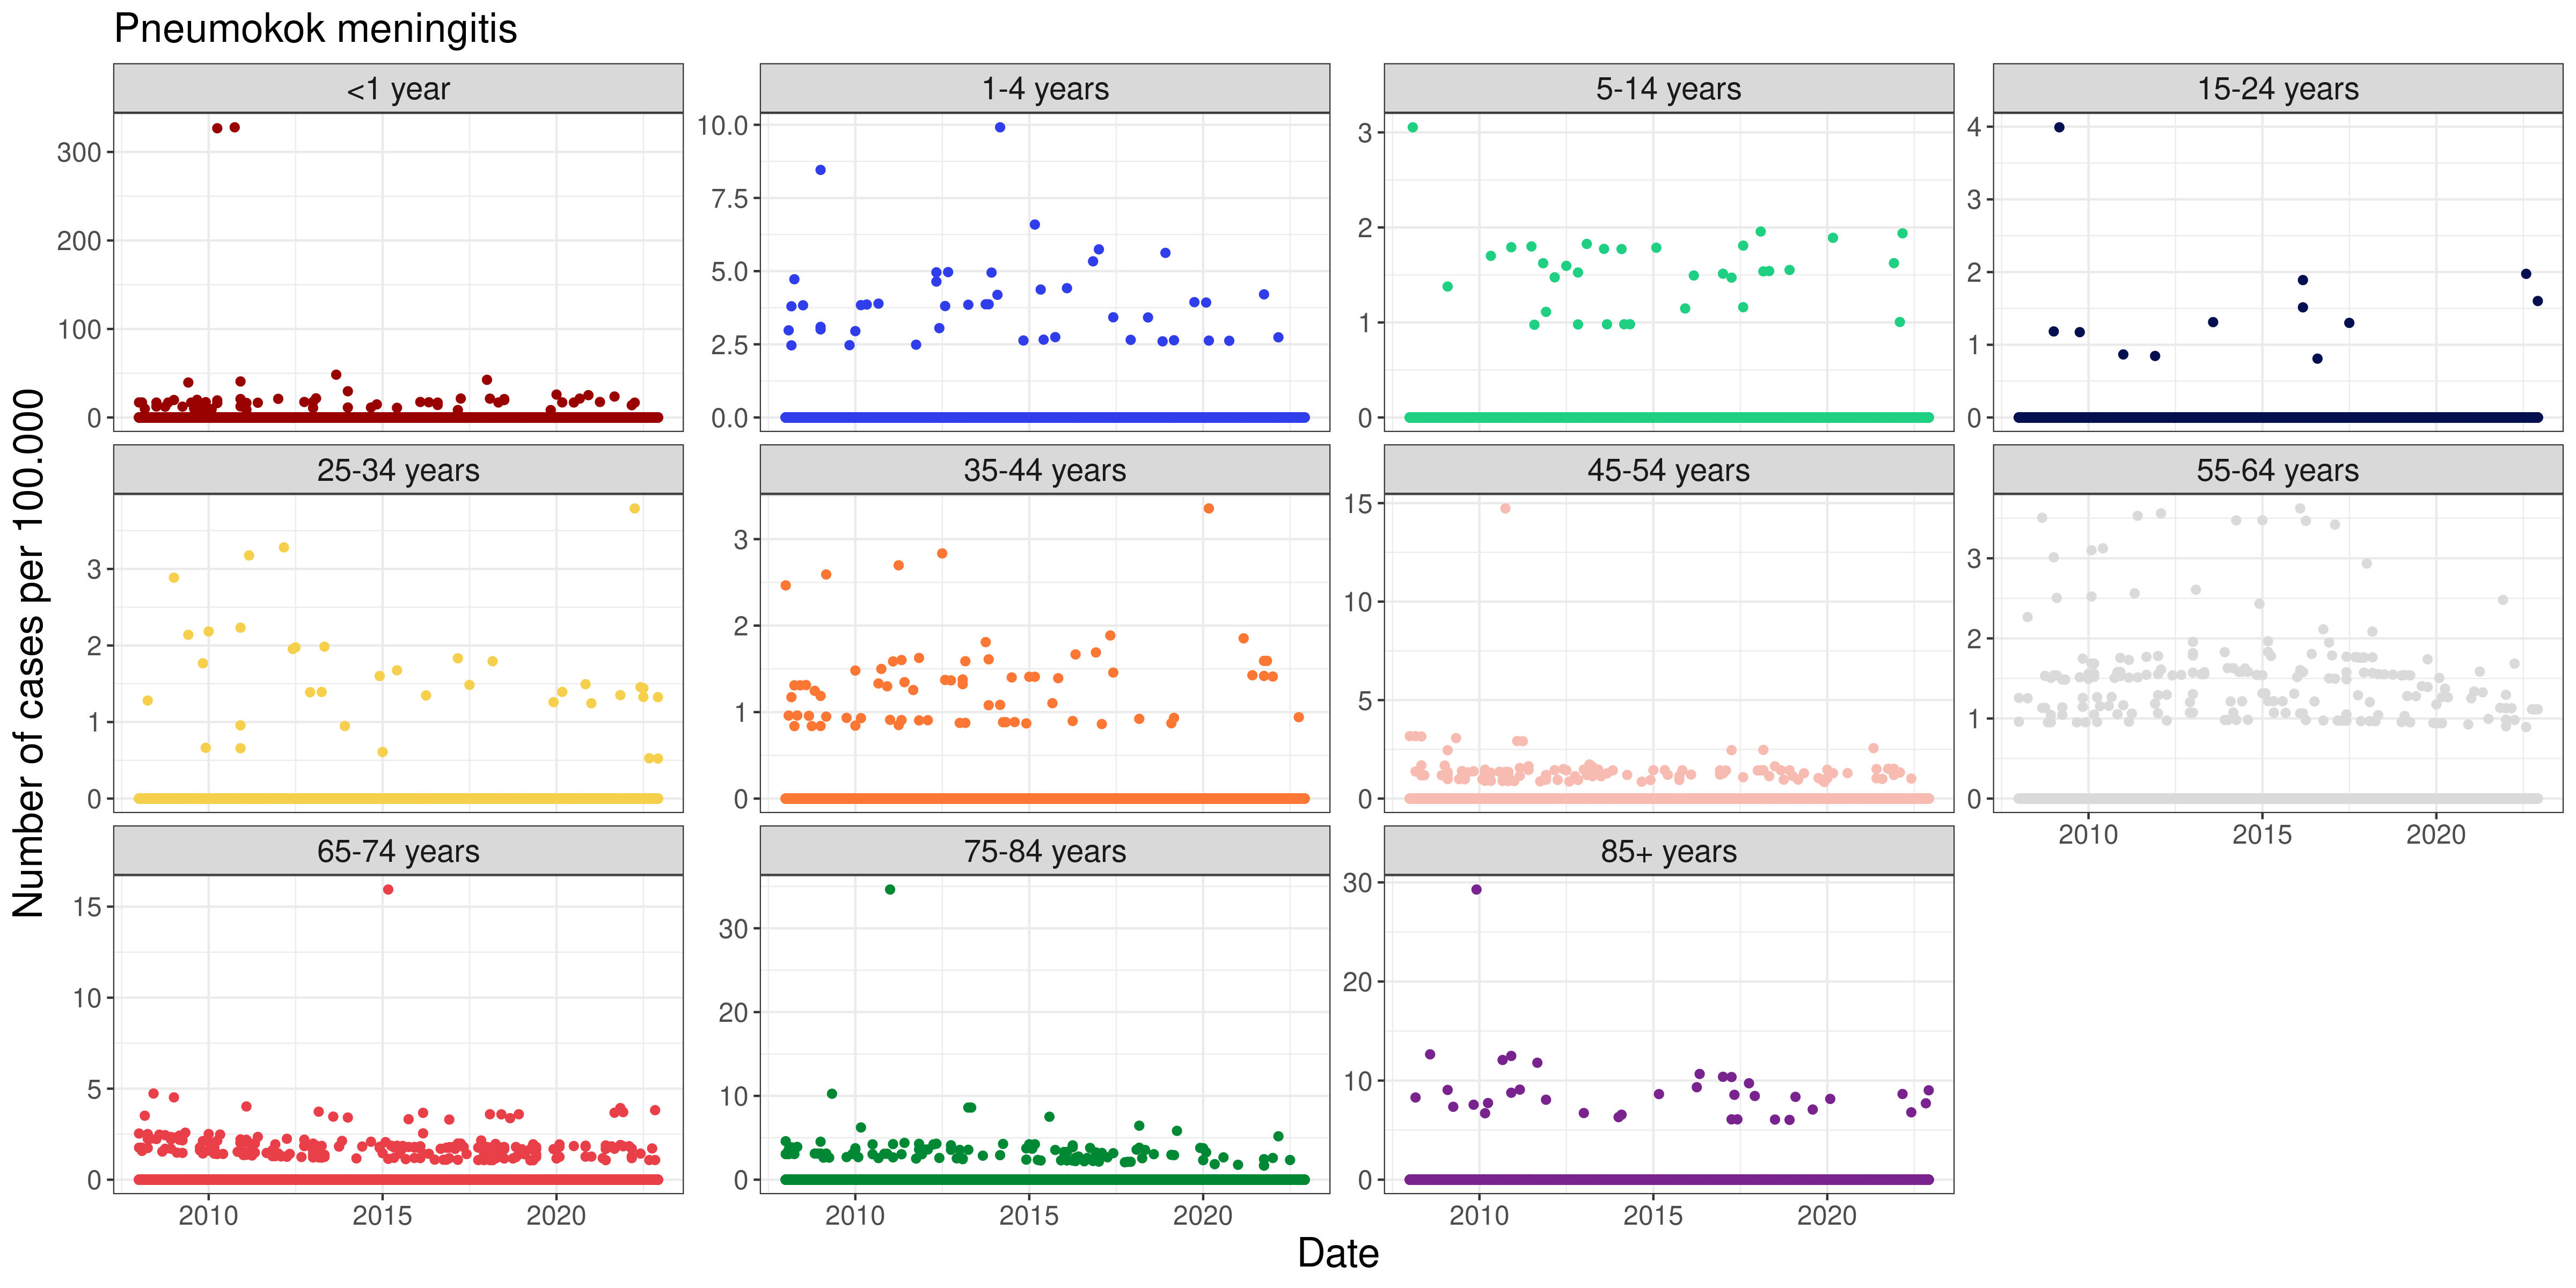 Pneumokok meningitis
<1 year
1-4 years
5-14 years
15-24 years
300
200
100
0
10.0
7.5
5.0
2.5
0.0
3
2
1
0
4
3
2
1
0
Number of cases per 100.000
25-34 years
35-44 years
45-54 years
55-64 years
3
2
1
0
3
2
1
0
15
10
5
0
3
2
1
0
2010 2015 2020
65-74 years
75-84 years
85+ years
15
10
5
0
30
20
10
0
30
20
10
0
2010 2015 2020
2010 2015 2020
2010 2015 2020
Date